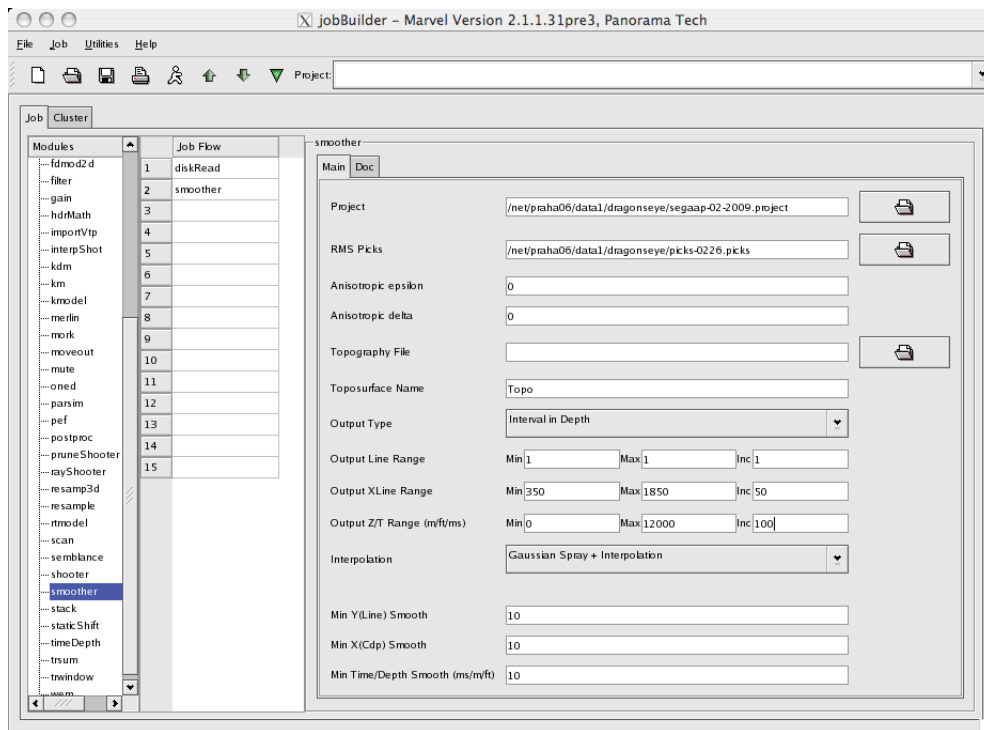 X jobBuilder - Marvel Version 2.1.1.31pre3, Panorama Tech
File Job Utilities Help
Project:
Job Cluster
Modules
fdmod2d
filter
gain
hdrMath
importVtp
interpShot
kdm
km
kmodel
merlin
mork
moveout
mute
oned
parsim
pef
postproc
pruneShooter
rayShooter
resamp3d
resample
rtmodel
scan
semblance
shooter
smoother
stack
staticShift
timeDepth
trsum
trwindow
wem
Job Flow
1 diskRead
2 smoother
3
4
5
6
7
8
9
10
11
12
13
14
15
smoother
Main Doc
Project /net/praha06/data1/dragonseye/segaap-02-2009.project
RMS Picks /net/praha06/data1/dragonseye/picks-0226.picks
Anisotropic epsilon 0
Anisotropic delta 0
Topography File
Toposurface Name Topo
Output Type Interval in Depth
Output Line Range Min 1 Max 1 Inc 1
Output XLine Range Min 350 Max 1850 Inc 50
Output Z/T Range (m/ft/ms) Min 0 Max 12000 Inc 100
Interpolation Gaussian Spray + Interpolation
Min Y(Line) Smooth 10
Min X(Cdp) Smooth 10
Min Time/Depth Smooth (ms/m/ft) 10